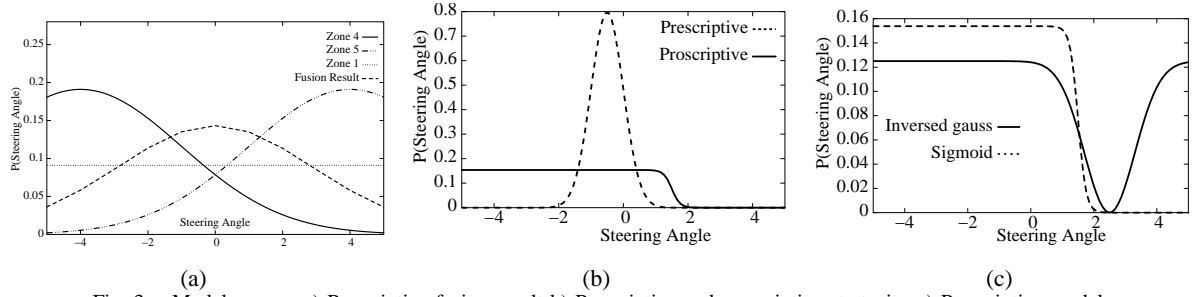 0.25
0.2
0.15
0.1
0.05
0
P(Steering Angle)
Zone 4
Zone 5
Zone 1
Fusion Result
Steering Angle
−4 −2 0 2 4
(a)
0.8
0.7
0.6
0.5
0.4
0.3
0.2
0.1
0.0
P(Steering Angle)
Prescriptive
Proscriptive
−4 −2 0 2 4
Steering Angle
(b)
0.16
0.14
0.12
0.10
0.08
0.06
0.04
0.02
0
P(Steering Angle)
Inversed gauss
Sigmoid
−4 −2 0 2 4
Steering Angle
(c)